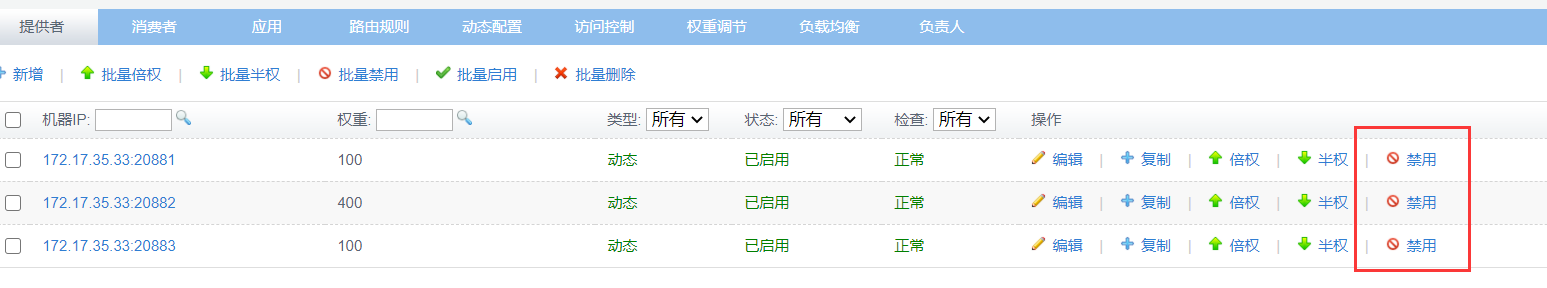 提供者 消费者 应用 路由规则 动态配置 访问控制 权重调节 负载均衡 负责人
新增 | 批量倍权 | 批量半权 | 批量禁用 | 批量启用 | 批量删除
机器IP: 权重: 类型: 所有 状态: 所有 检查: 所有 操作
172.17.35.33:20881 100 动态 已启用 正常 编辑 | 复制 | 倍权 | 半权 | 禁用
172.17.35.33:20882 400 动态 已启用 正常 编辑 | 复制 | 倍权 | 半权 | 禁用
172.17.35.33:20883 100 动态 已启用 正常 编辑 | 复制 | 倍权 | 半权 | 禁用